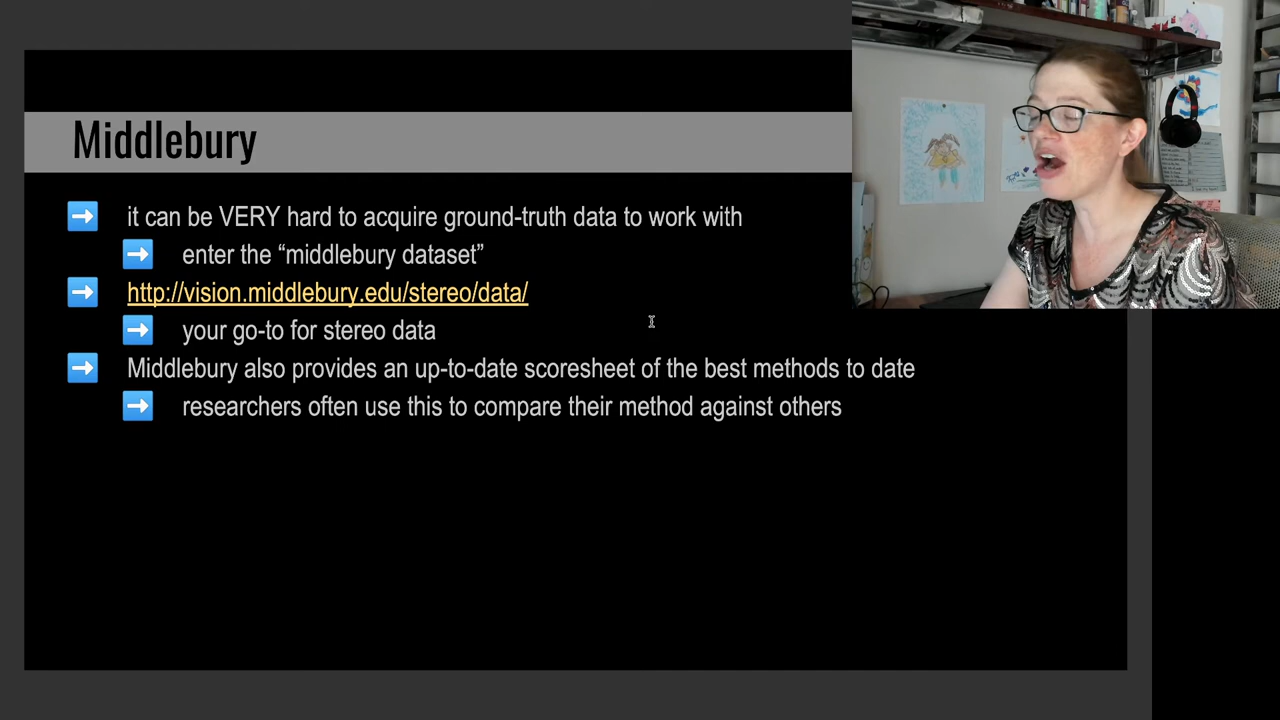 Middlebury
it can be VERY hard to acquire ground-truth data to work with
enter the “middlebury dataset”
http://vision.middlebury.edu/stereo/data/
your go-to for stereo data
Middlebury also provides an up-to-date scoresheet of the best methods to date
researchers often use this to compare their method against others